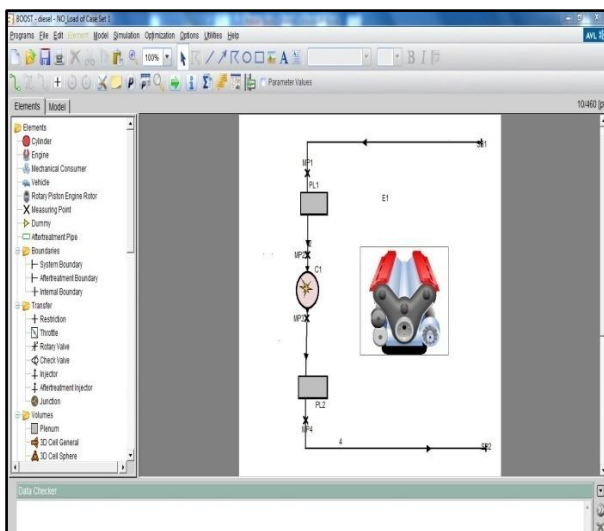 BOOST - diesel - NO_Load of Case Set 1
Programs File Edit Element Model Simulation Optimization Options Utilities Help
AVL
100%
B I
Parameter Values
Elements Model
10/460 [p
Elements
Cylinder
Engine
Mechanical Consumer
Vehicle
Rotary Piston Engine Rotor
Measuring Point
Dummy
Aftertreatment Pipe
Boundaries
System Boundary
Aftertreatment Boundary
Internal Boundary
Transfer
Restriction
Throttle
Rotary Valve
Check Valve
Injector
Aftertreatment Injector
Junction
Volumes
Plenum
3D Cell General
3D Cell Sphere
SB1
MP1
PL1
E1
MP2
C1
MP3
PL2
MP4
4
SB2
Data Checker